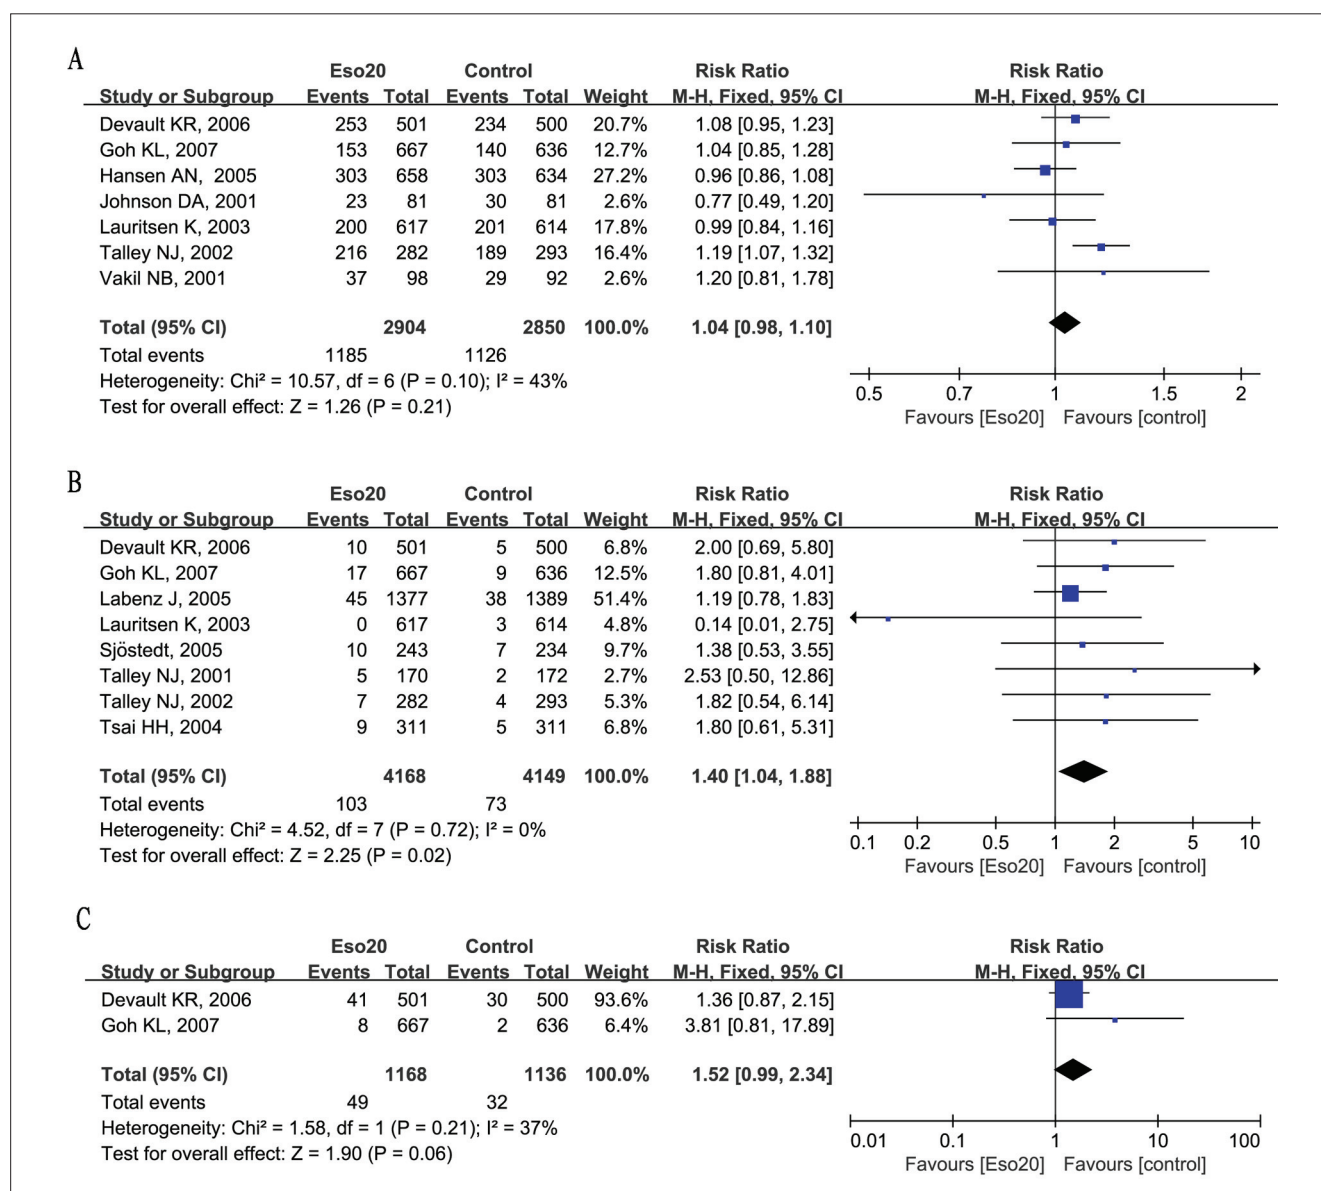 A
Eso20 Control Risk Ratio Risk Ratio
Study or Subgroup Events Total Events Total Weight M-H, Fixed, 95% CI M-H, Fixed, 95% CI
Devault KR, 2006 253 501 234 500 20.7% 1.08 [0.95, 1.23]
Goh KL, 2007 153 667 140 636 12.7% 1.04 [0.85, 1.28]
Hansen AN, 2005 303 658 303 634 27.2% 0.96 [0.86, 1.08]
Johnson DA, 2001 23 81 30 81 2.6% 0.77 [0.49, 1.20]
Lauritsen K, 2003 200 617 201 614 17.8% 0.99 [0.84, 1.16]
Talley NJ, 2002 216 282 189 293 16.4% 1.19 [1.07, 1.32]
Vakil NB, 2001 37 98 29 92 2.6% 1.20 [0.81, 1.78]
Total (95% CI) 2904 2850 100.0% 1.04 [0.98, 1.10]
Total events 1185 1126
Heterogeneity: Chi² = 10.57, df = 6 (P = 0.10); I² = 43%
Test for overall effect: Z = 1.26 (P = 0.21)
0.5 0.7 1 1.5 2
Favours [Eso20] Favours [control]
B
Eso20 Control Risk Ratio Risk Ratio
Study or Subgroup Events Total Events Total Weight M-H, Fixed, 95% CI M-H, Fixed, 95% CI
Devault KR, 2006 10 501 5 500 6.8% 2.00 [0.69, 5.80]
Goh KL, 2007 17 667 9 636 12.5% 1.80 [0.81, 4.01]
Labenz J, 2005 45 1377 38 1389 51.4% 1.19 [0.78, 1.83]
Lauritsen K, 2003 0 617 3 614 4.8% 0.14 [0.01, 2.75]
Sjöstedt, 2005 10 243 7 234 9.7% 1.38 [0.53, 3.55]
Talley NJ, 2001 5 170 2 172 2.7% 2.53 [0.50, 12.86]
Talley NJ, 2002 7 282 4 293 5.3% 1.82 [0.54, 6.14]
Tsai HH, 2004 9 311 5 311 6.8% 1.80 [0.61, 5.31]
Total (95% CI) 4168 4149 100.0% 1.40 [1.04, 1.88]
Total events 103 73
Heterogeneity: Chi² = 4.52, df = 7 (P = 0.72); I² = 0%
Test for overall effect: Z = 2.25 (P = 0.02)
0.1 0.2 0.5 1 2 5 10
Favours [Eso20] Favours [control]
C
Eso20 Control Risk Ratio Risk Ratio
Study or Subgroup Events Total Events Total Weight M-H, Fixed, 95% CI M-H, Fixed, 95% CI
Devault KR, 2006 41 501 30 500 93.6% 1.36 [0.87, 2.15]
Goh KL, 2007 8 667 2 636 6.4% 3.81 [0.81, 17.89]
Total (95% CI) 1168 1136 100.0% 1.52 [0.99, 2.34]
Total events 49 32
Heterogeneity: Chi² = 1.58, df = 1 (P = 0.21); I² = 37%
Test for overall effect: Z = 1.90 (P = 0.06)
0.01 0.1 1 10 100
Favours [Eso20] Favours [control]